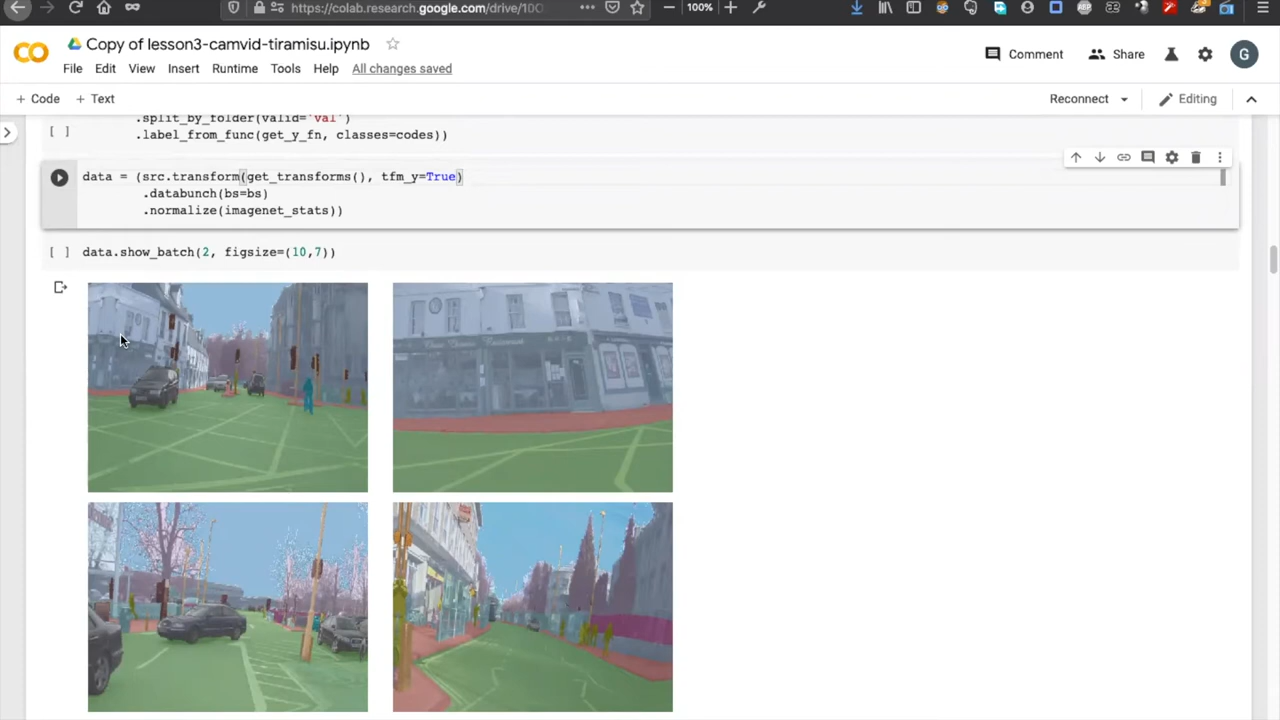 https://colab.research.google.com/drive/10C
100%
Copy of lesson3-camvid-tiramisu.ipynb
File Edit View Insert Runtime Tools Help All changes saved
Comment
Share
G
+ Code + Text
Reconnect
Editing
.split_by_folder(valid='val')
[ ] .label_from_func(get_y_fn, classes=codes))
data = (src.transform(get_transforms(), tfm_y=True)
.databunch(bs=bs)
.normalize(imagenet_stats))
[ ] data.show_batch(2, figsize=(10,7))